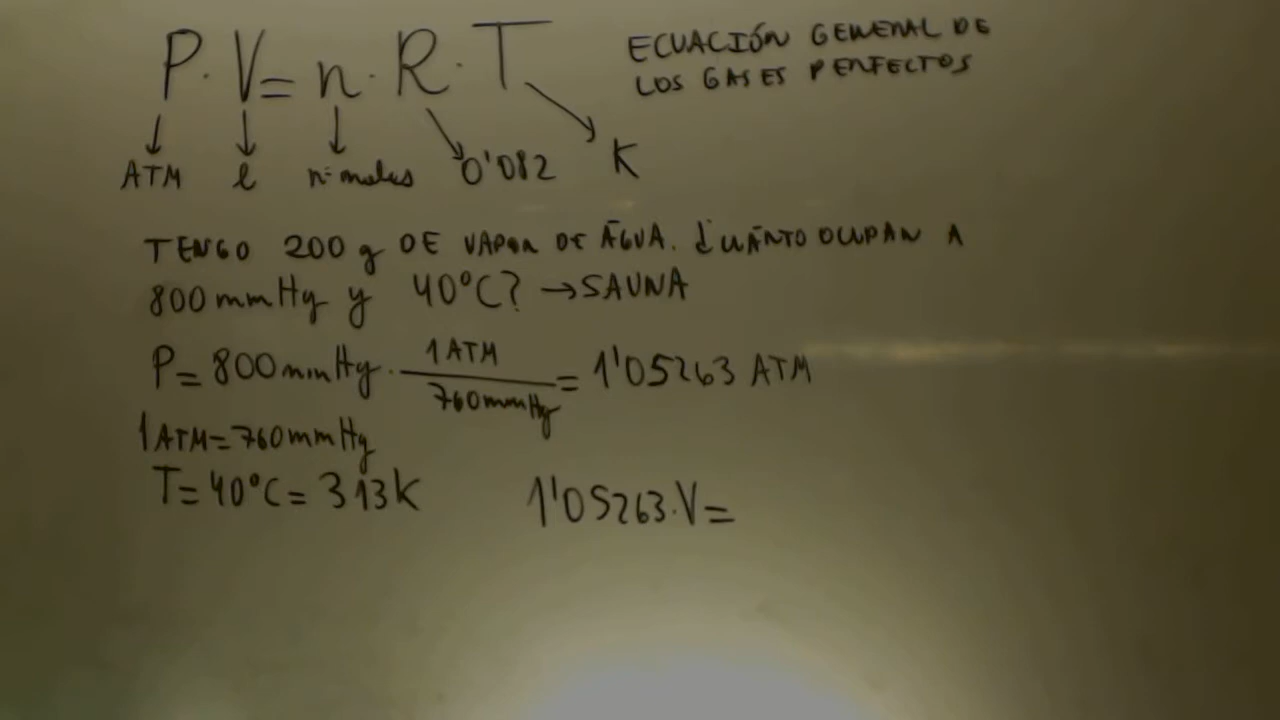 P·V=n·R·T
ECUACIÓN GENERAL DE
LOS GASES PERFECTOS
ATM l nº moles 0'082 K
TENGO 200 g DE VAPOR DE ÁGUA. ¿CUÁNTO OCUPAN A
800 mmHg y 40°C? → SAUNA
P=800 mmHg · 1 ATM / 760 mmHg = 1'05263 ATM
1 ATM=760 mmHg
T=40°C=313K 1'05263·V=